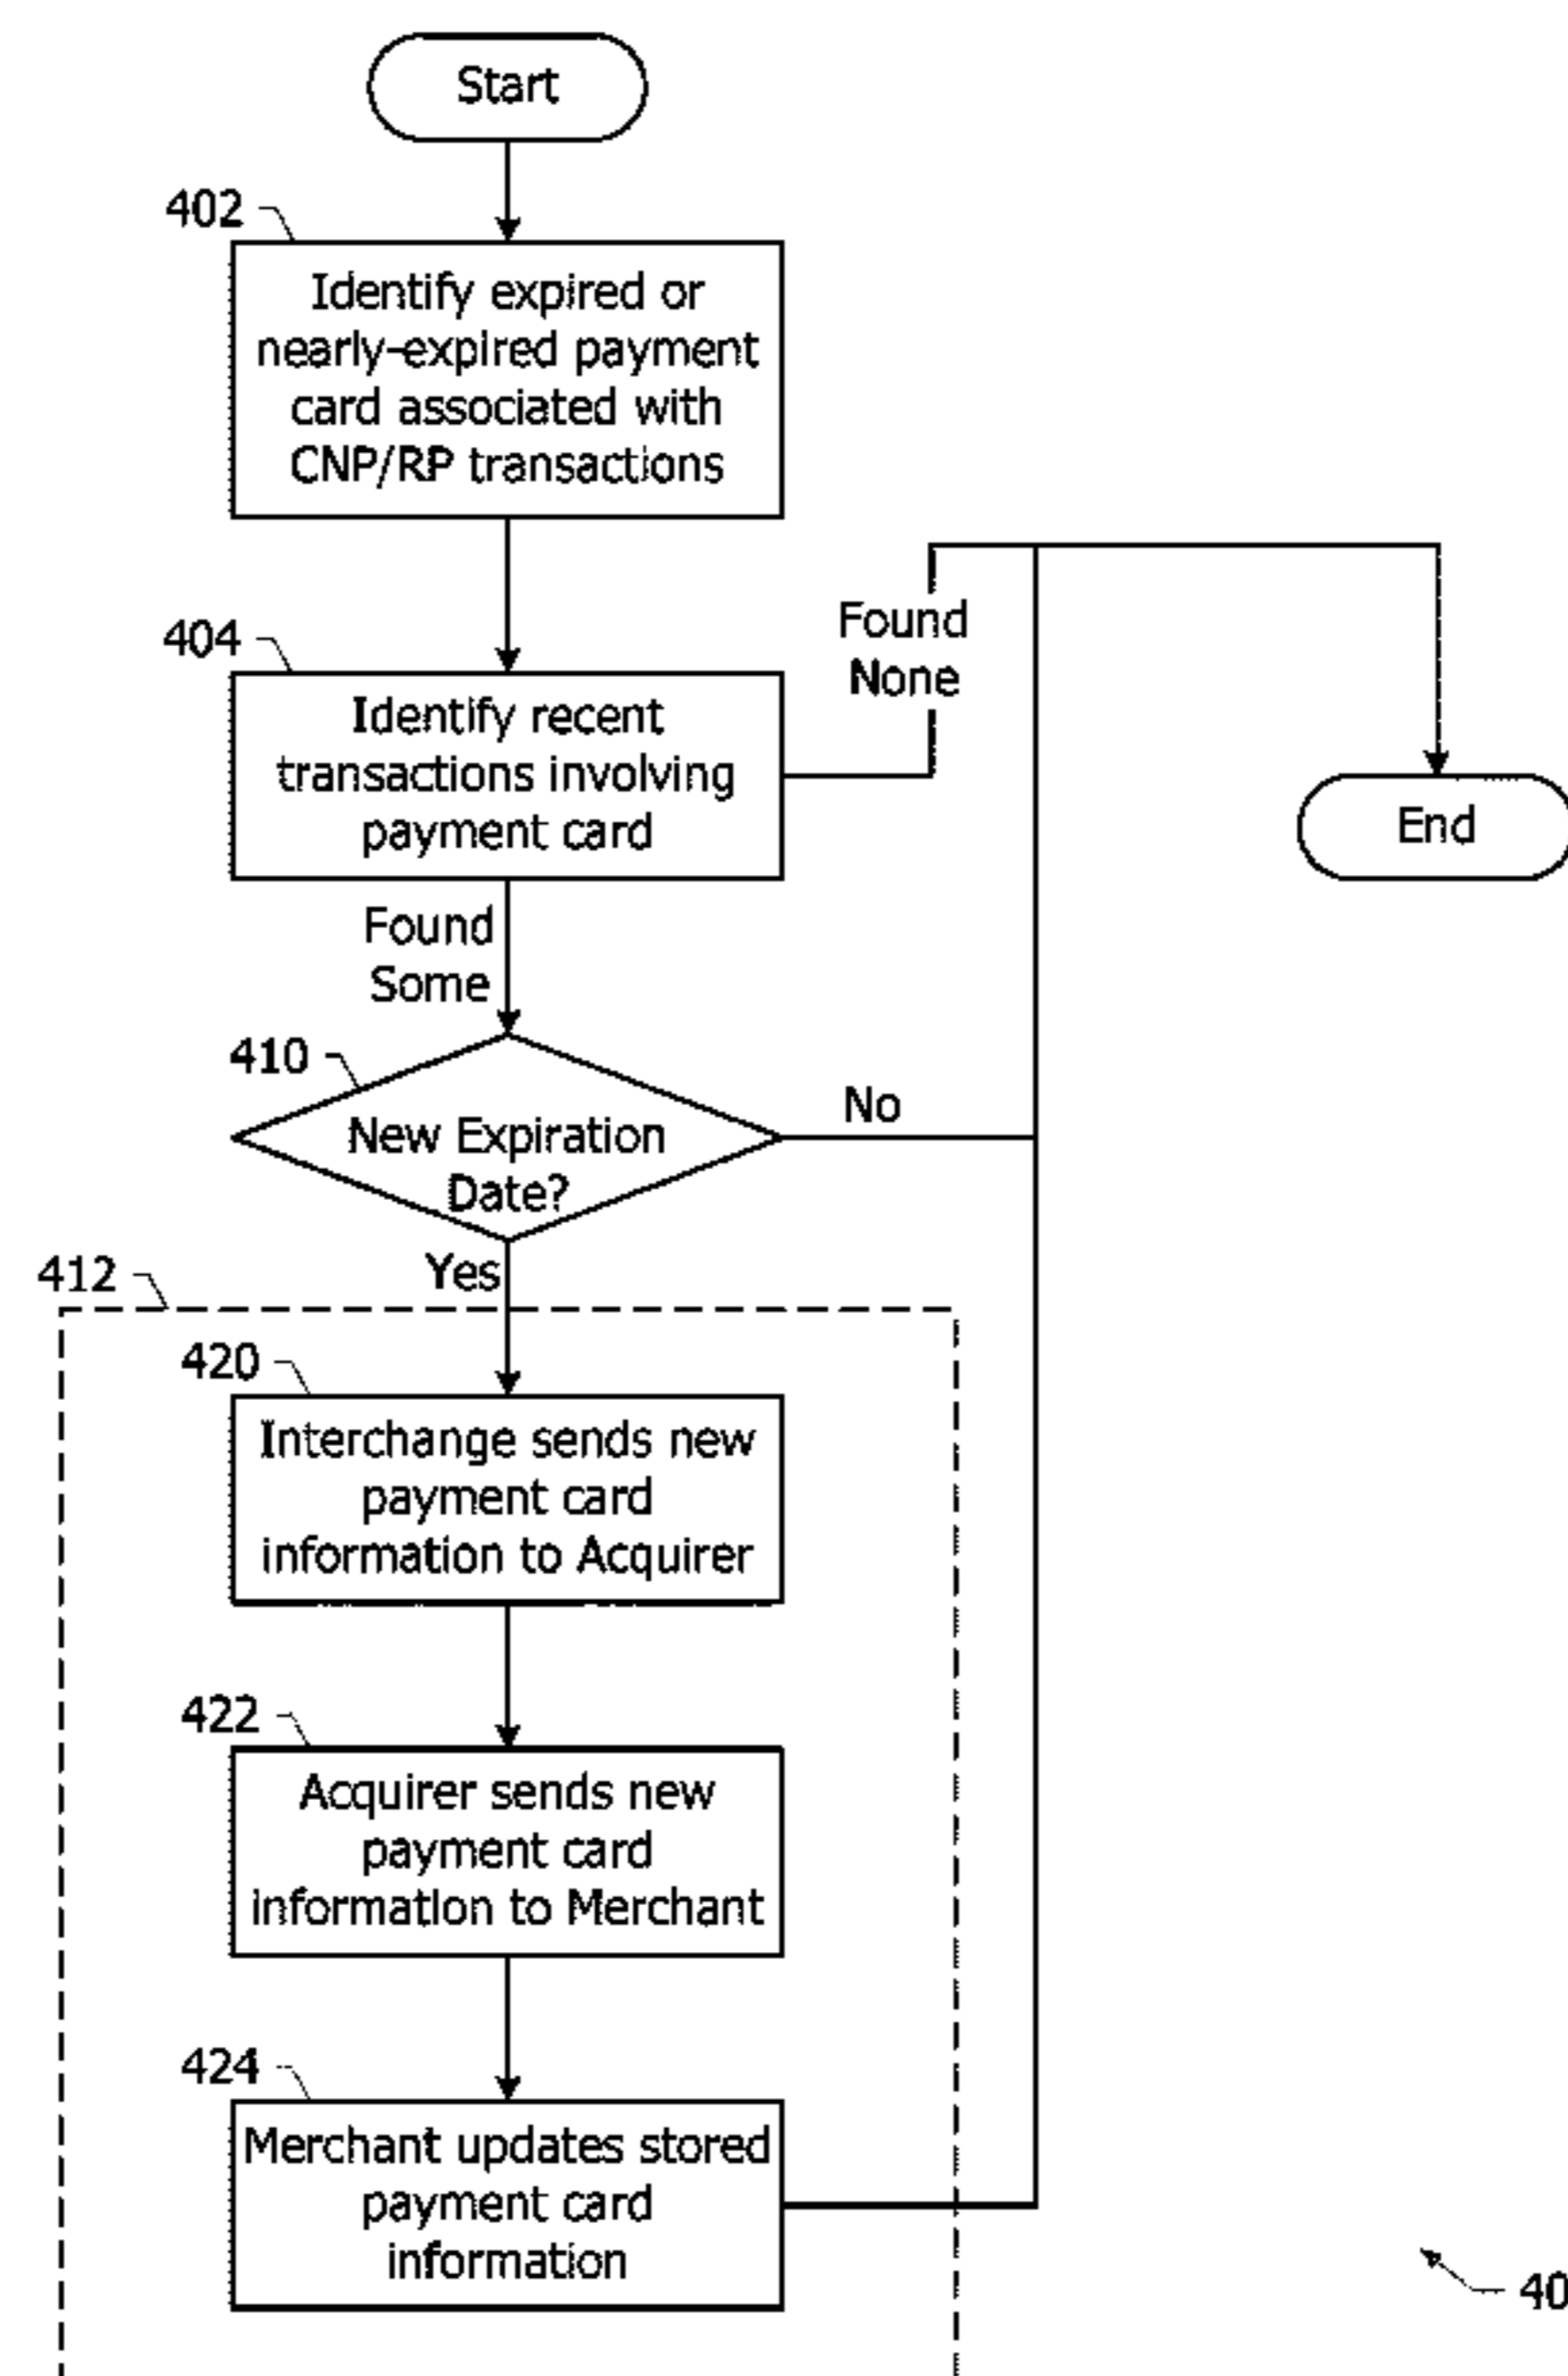 Start
402
Identify expired or
nearly-expired payment
card associated with
CNP/RP transactions
404
Identify recent
transactions involving
payment card
Found
None
End
Found
Some
410
New Expiration
Date?
No
Yes
412
420
Interchange sends new
payment card
information to Acquirer
422
Acquirer sends new
payment card
information to Merchant
424
Merchant updates stored
payment card
information